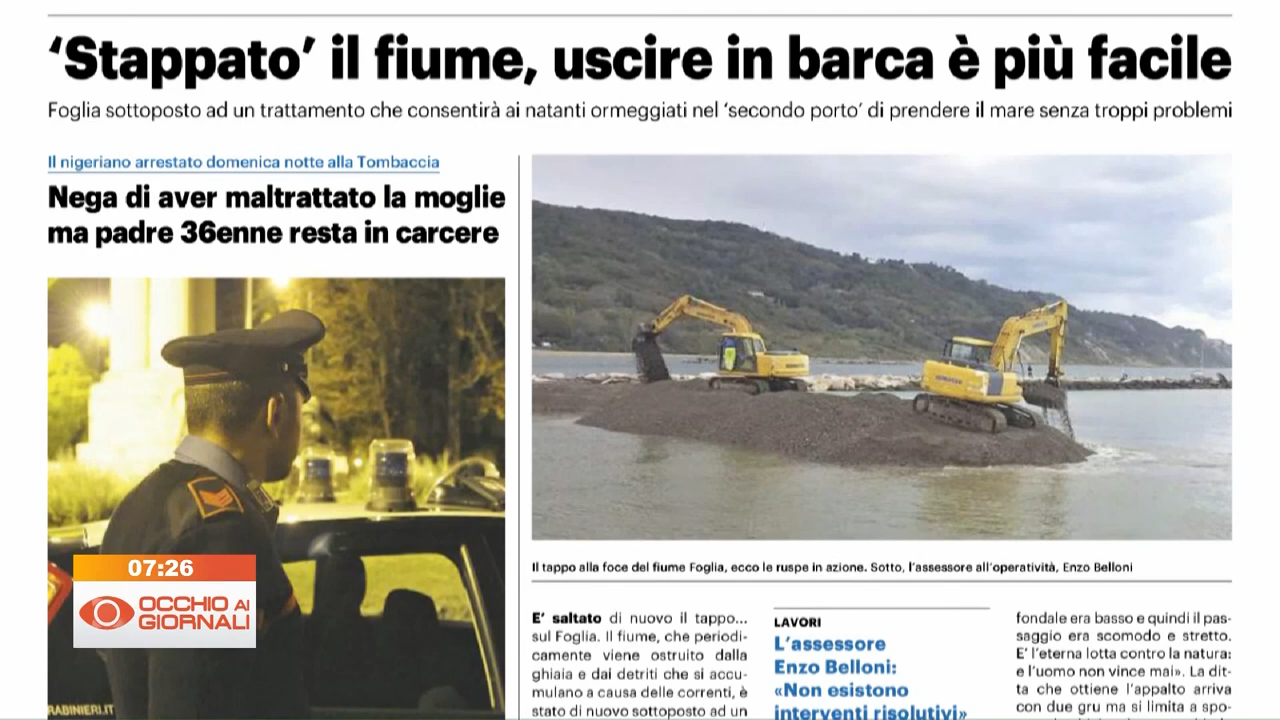 ‘Stappato’ il fiume, uscire in barca è più facile
Foglia sottoposto ad un trattamento che consentirà ai natanti ormeggiati nel ‘secondo porto’ di prendere il mare senza troppi problemi
Il nigeriano arrestato domenica notte alla Tombaccia
Nega di aver maltrattato la moglie
ma padre 36enne resta in carcere
RABINIERI.IT
07:26
OCCHIO AI
GIORNALI
Il tappo alla foce del fiume Foglia, ecco le ruspe in azione. Sotto, l’assessore all’operatività, Enzo Belloni
E’ saltato di nuovo il tappo...
sul Foglia. Il fiume, che periodi-
camente viene ostruito dalla
ghiaia e dai detriti che si accu-
mulano a causa delle correnti, è
stato di nuovo sottoposto ad un
LAVORI
L’assessore
Enzo Belloni:
«Non esistono
interventi risolutivi»
fondale era basso e quindi il pas-
saggio era scomodo e stretto.
E’ l’eterna lotta contro la natura:
e l’uomo non vince mai». La dit-
ta che ottiene l’appalto arriva
con due gru ma si limita a spo-